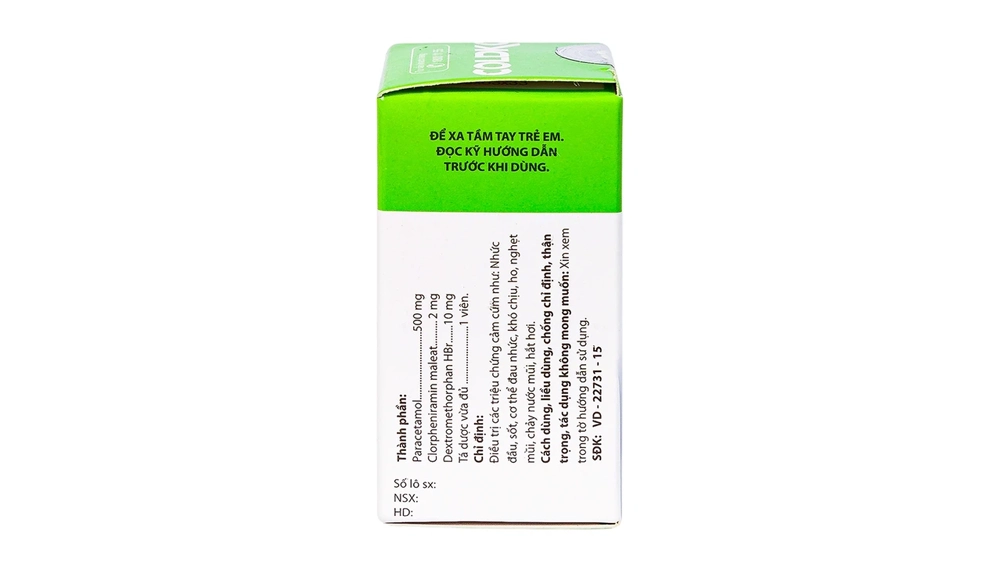 COLDK
ĐỂ XA TẦM TAY TRẺ EM.
ĐỌC KỸ HƯỚNG DẪN
TRƯỚC KHI DÙNG.
Thành phần:
Paracetamol............................500 mg
Clorpheniramin maleat.........2 mg
Dextromethorphan HBr......10 mg
Tá dược vừa đủ ...................1 viên.
Chỉ định:
Điều trị các triệu chứng cảm cúm như: Nhức
đầu, sốt, cơ thể đau nhức, khó chịu, ho, nghẹt
mũi, chảy nước mũi, hắt hơi.
Cách dùng, liều dùng, chống chỉ định, thận
trọng, tác dụng không mong muốn: Xin xem
trong tờ hướng dẫn sử dụng.
SĐK: VD - 22731 - 15
Số lô sx:
NSX:
HD: